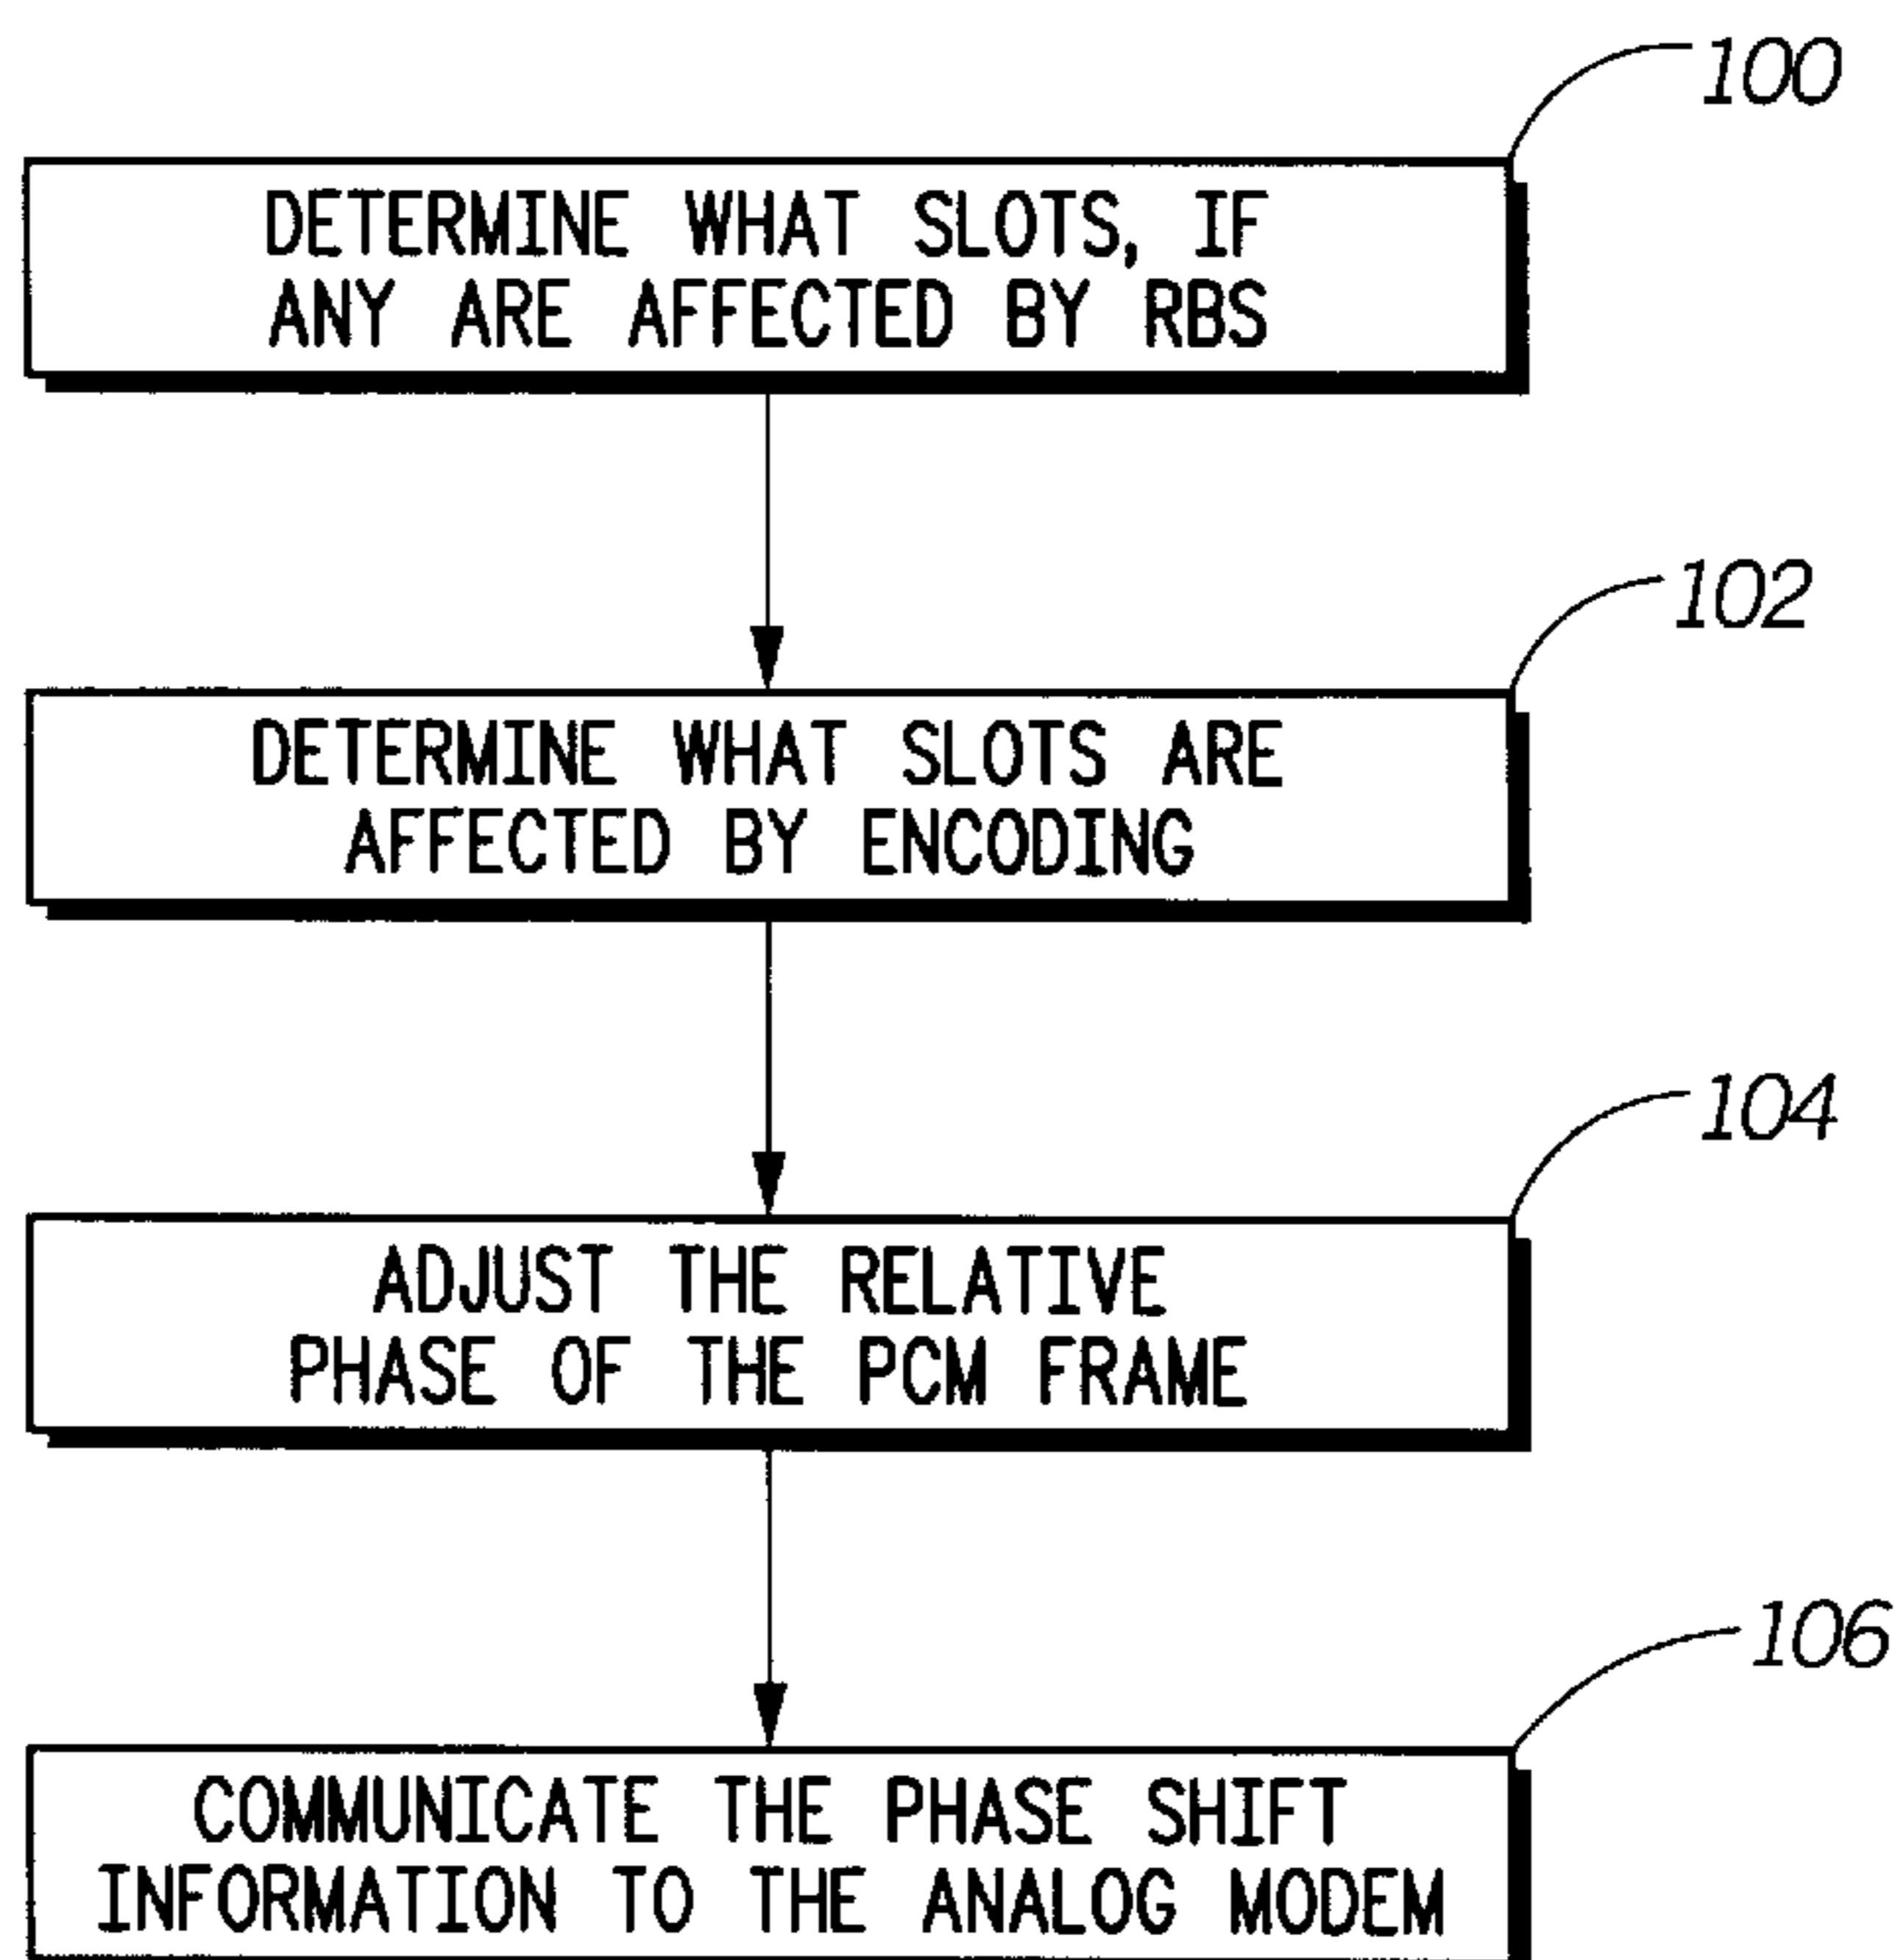 100
DETERMINE WHAT SLOTS, IF
ANY ARE AFFECTED BY RBS
102
DETERMINE WHAT SLOTS ARE
AFFECTED BY ENCODING
104
ADJUST THE RELATIVE
PHASE OF THE PCM FRAME
106
COMMUNICATE THE PHASE SHIFT
INFORMATION TO THE ANALOG MODEM